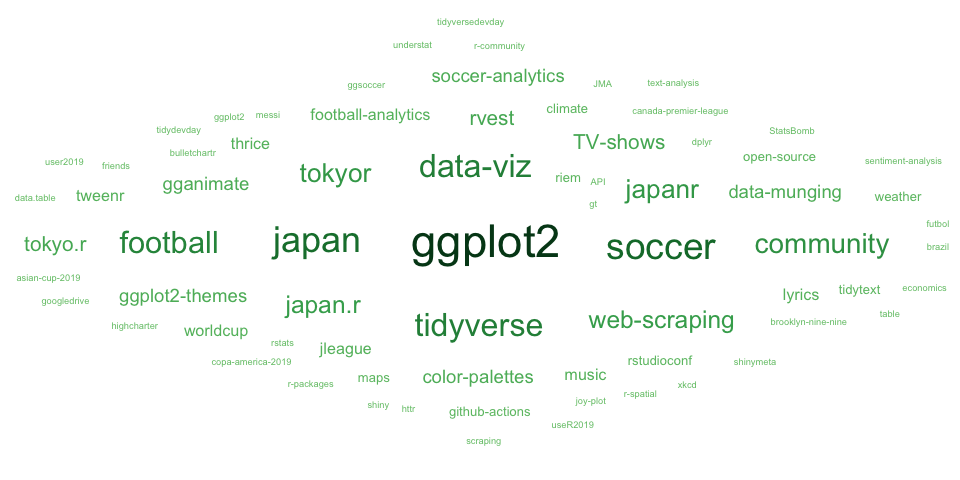 tidyversedevday
understat
r-community
soccer-analytics
ggsoccer
JMA
text-analysis
ggplot2
messi
football-analytics
rvest
climate
canada-premier-league
tidydevday
thrice
TV-shows
dplyr
StatsBomb
user2019
friends
bulletchartr
tokyor
data-viz
open-source
sentiment-analysis
data.table
tweenr
gganimate
riem
API
gt
japanr
data-munging
weather
futbol
tokyo.r
football
japan
ggplot2
soccer
community
brazil
asian-cup-2019
googledrive
ggplot2-themes
japan.r
lyrics
tidytext
economics
highcharter
worldcup
tidyverse
web-scraping
brooklyn-nine-nine
table
rstats
jleague
copa-america-2019
rstudioconf
shinymeta
r-packages
maps
color-palettes
music
xkcd
r-spatial
shiny
httr
github-actions
joy-plot
useR2019
scraping